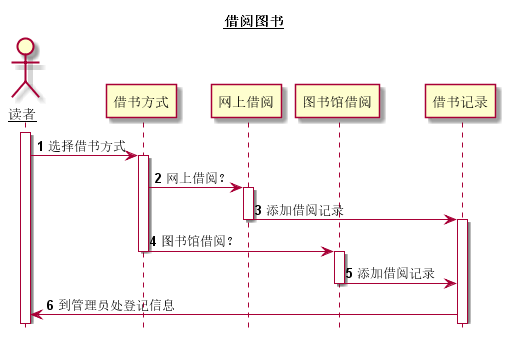 借阅图书
读者
借书方式
网上借阅
图书馆借阅
借书记录
1 选择借书方式
2 网上借阅?
3 添加借阅记录
4 图书馆借阅?
5 添加借阅记录
6 到管理员处登记信息